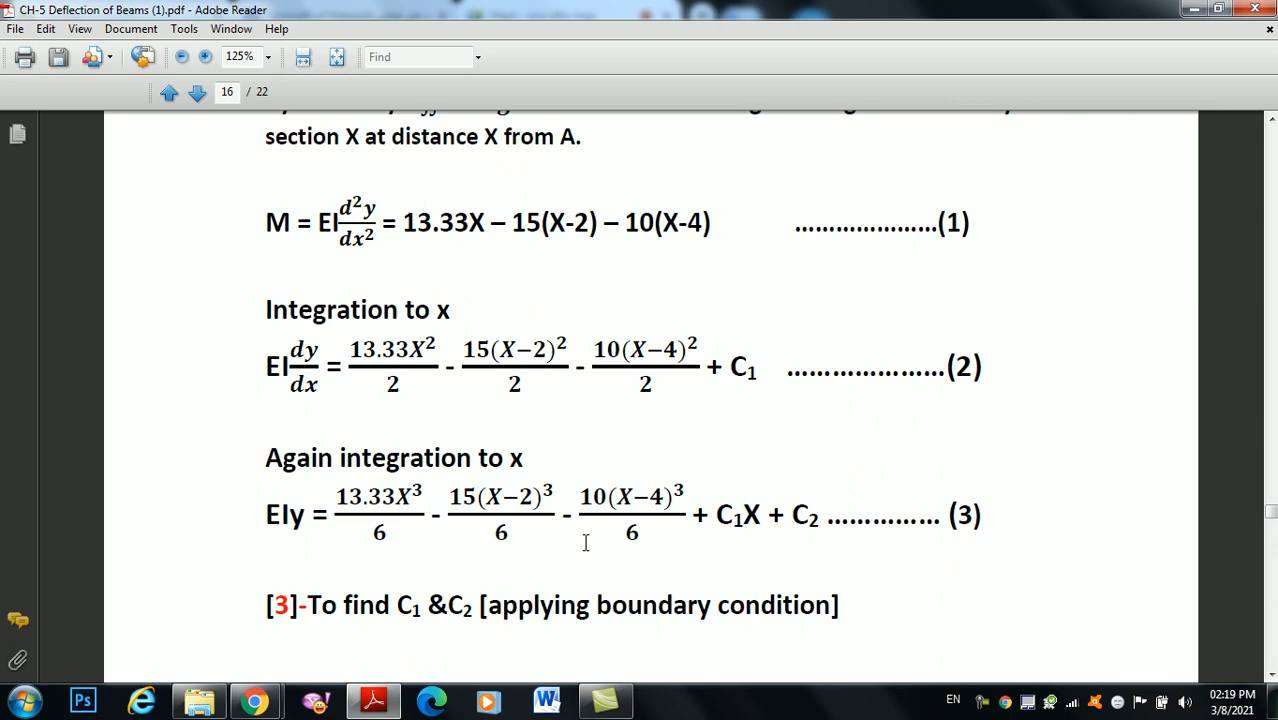 CH-5 Deflection of Beams (1).pdf - Adobe Reader
File Edit View Document Tools Window Help
125% Find
16 / 22
section X at distance X from A.
M = EI d²y/dx² = 13.33X – 15(X-2) – 10(X-4) …………………(1)
Integration to x
EI dy/dx = 13.33X²/2 - 15(X−2)²/2 - 10(X−4)²/2 + C₁ …………………(2)
Again integration to x
EIy = 13.33X³/6 - 15(X−2)³/6 - 10(X−4)³/6 + C₁X + C₂ …………… (3)
[3]-To find C₁ &C₂ [applying boundary condition]
Ps W EN 02:19 PM
3/8/2021